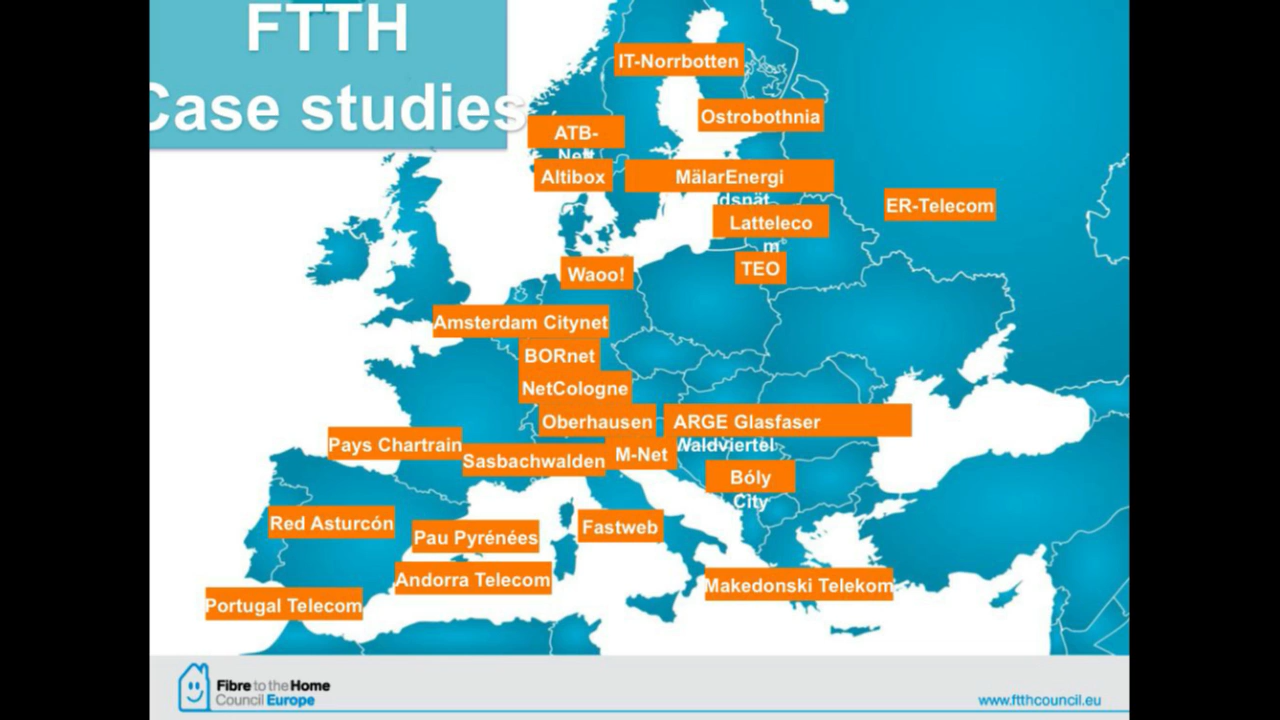 FTTH
Case studies
IT-Norrbotten
Ostrobothnia
ATB-
Nett
Altibox
MälarEnergi
ER-Telecom
Latteleco
m
TEO
Waoo!
Amsterdam Citynet
BORnet
NetCologne
Oberhausen
ARGE Glasfaser
Waldviertel
Pays Chartrain
Sasbachwalden
M-Net
Bóly
City
Red Asturcón
Pau Pyrénées
Fastweb
Andorra Telecom
Makedonski Telekom
Portugal Telecom
Fibre to the Home
Council Europe
www.ftthcouncil.eu